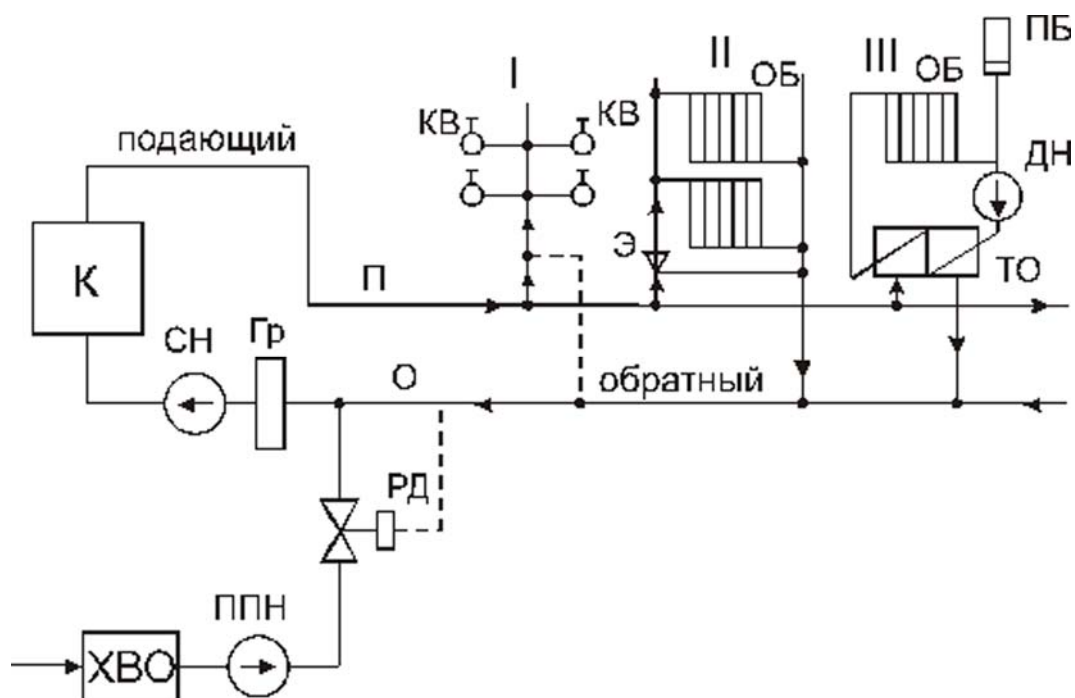 ПБ
I
II
ОБ
III
ОБ
КВ
КВ
ДН
подающий
Э
К
П
ТО
СН
Гр
О
обратный
РД
ППН
ХВО